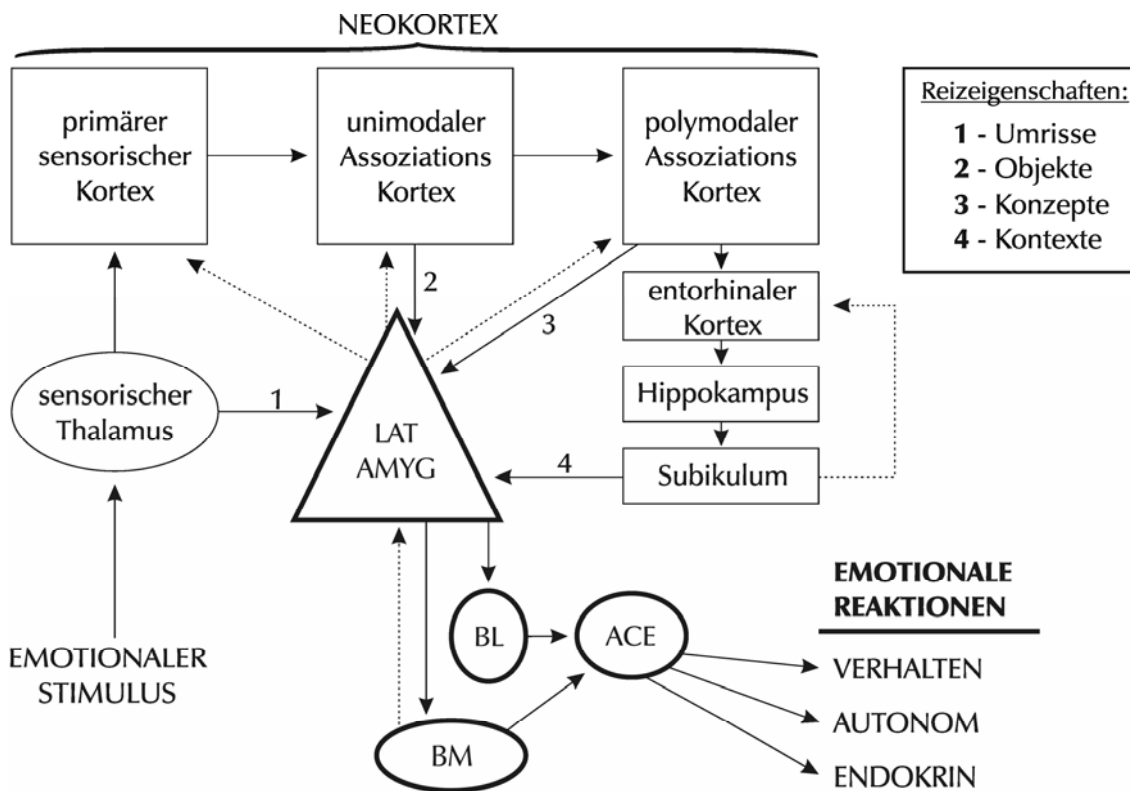 NEOKORTEX
primärer
sensorischer
Kortex
unimodaler
Assoziations
Kortex
polymodaler
Assoziations
Kortex
Reizeigenschaften:
1 - Umrisse
2 - Objekte
3 - Konzepte
4 - Kontexte
2
3
entorhinaler
Kortex
sensorischer
Thalamus
1
LAT
AMYG
Hippokampus
4
Subikulum
EMOTIONALER
STIMULUS
BL
ACE
BM
EMOTIONALE
REAKTIONEN
VERHALTEN
AUTONOM
ENDOKRIN